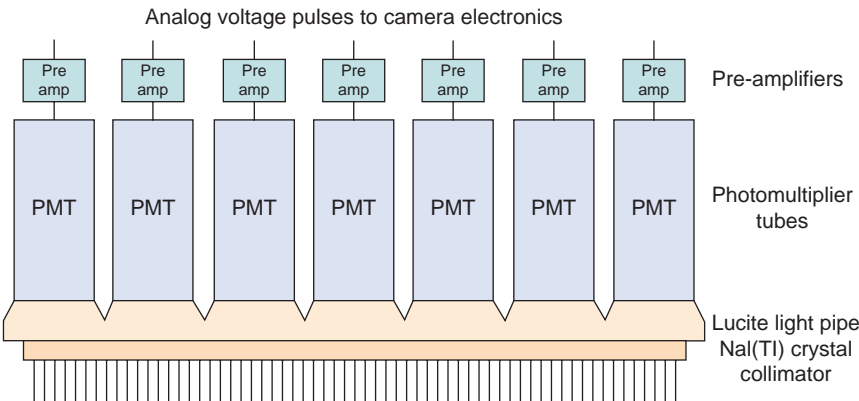 Analog voltage pulses to camera electronics
Pre amp
Pre amp
Pre amp
Pre amp
Pre amp
Pre amp
Pre amp
Pre-amplifiers
PMT
PMT
PMT
PMT
PMT
PMT
PMT
Photomultiplier
tubes
Lucite light pipe
NaI(TI) crystal
collimator